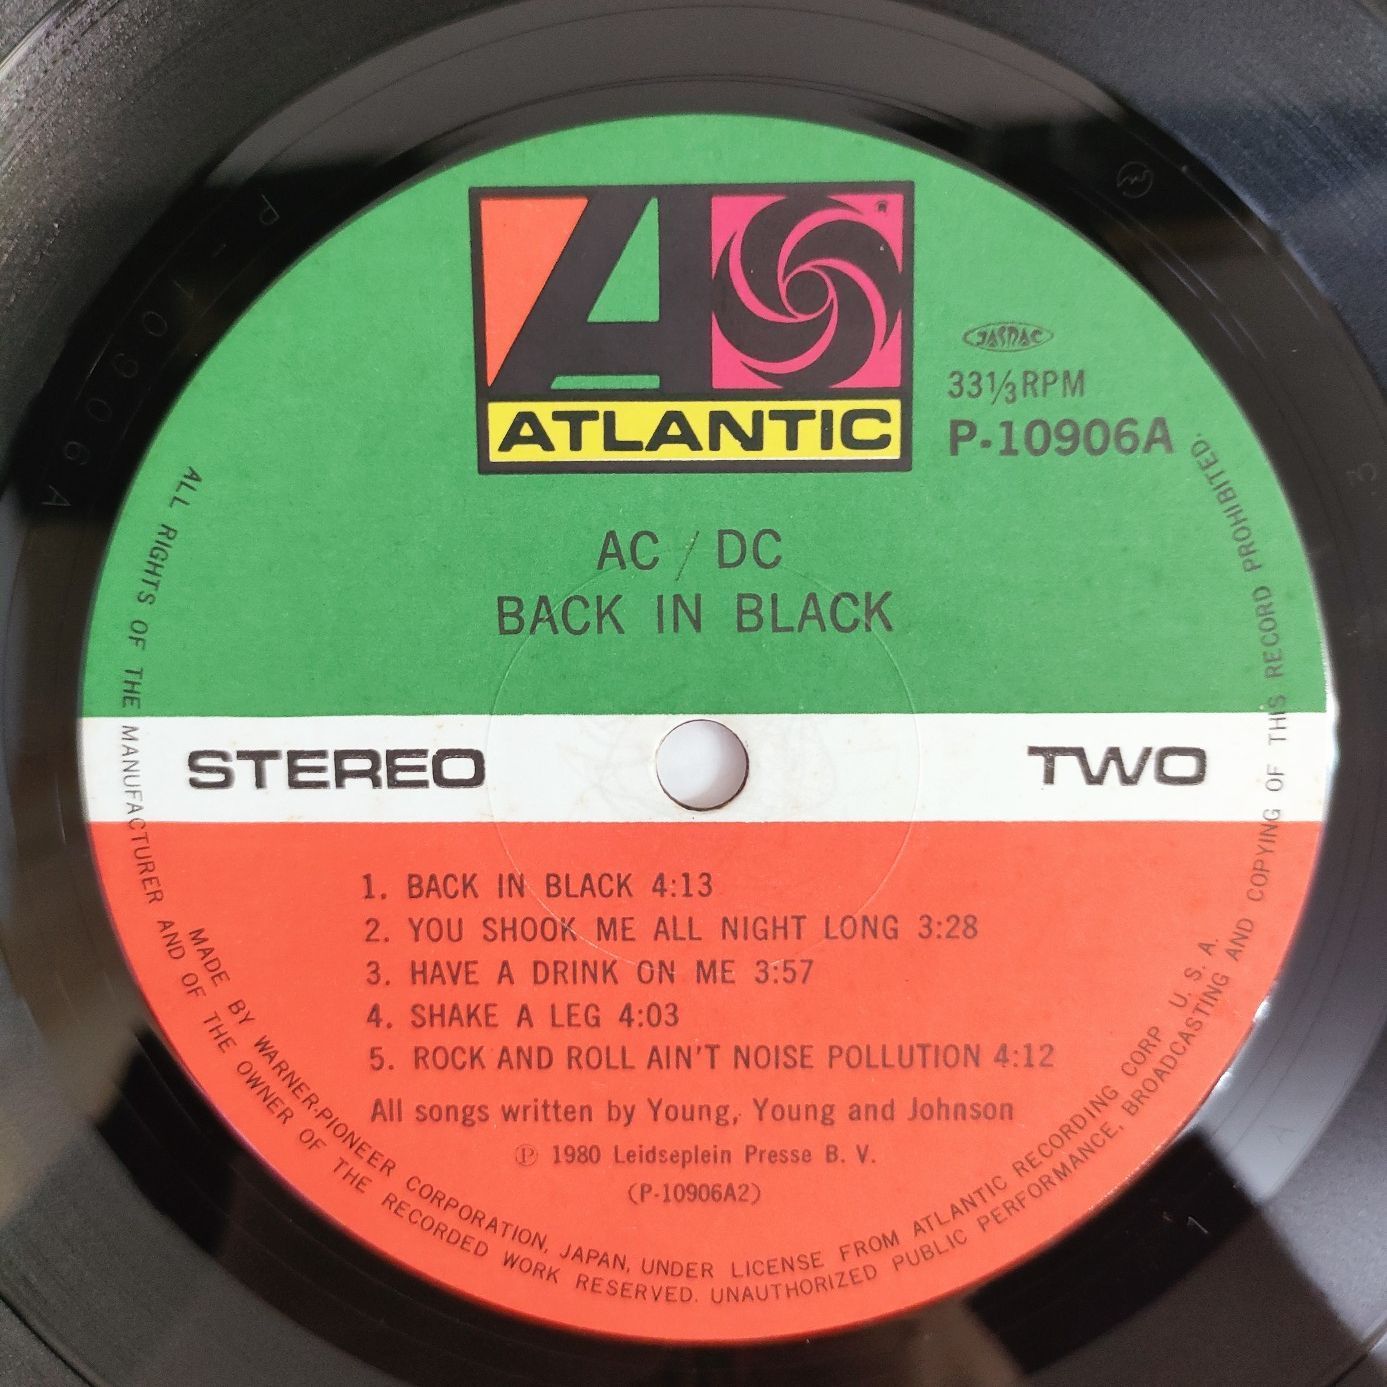 ATLANTIC
JASRAC
33⅓RPM
P-10906A
AC / DC
BACK IN BLACK
STEREO
TWO
1. BACK IN BLACK 4:13
2. YOU SHOOK ME ALL NIGHT LONG 3:28
3. HAVE A DRINK ON ME 3:57
4. SHAKE A LEG 4:03
5. ROCK AND ROLL AIN'T NOISE POLLUTION 4:12
All songs written by Young, Young and Johnson
Ⓟ 1980 Leidseplein Presse B. V.
(P-10906A2)
MADE BY WARNER-PIONEER CORPORATION, JAPAN, UNDER LICENSE FROM ATLANTIC RECORDING CORP U. S. A.
ALL RIGHTS OF THE MANUFACTURER AND OF THE OWNER OF THE RECORDED WORK RESERVED. UNAUTHORIZED PUBLIC PERFORMANCE, BROADCASTING AND COPYING OF THIS RECORD PROHIBITED.
P-10906A